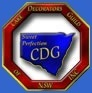 CAKE DECORATORS GUILD OF NSW INC
Sweet
Perfection
CDG